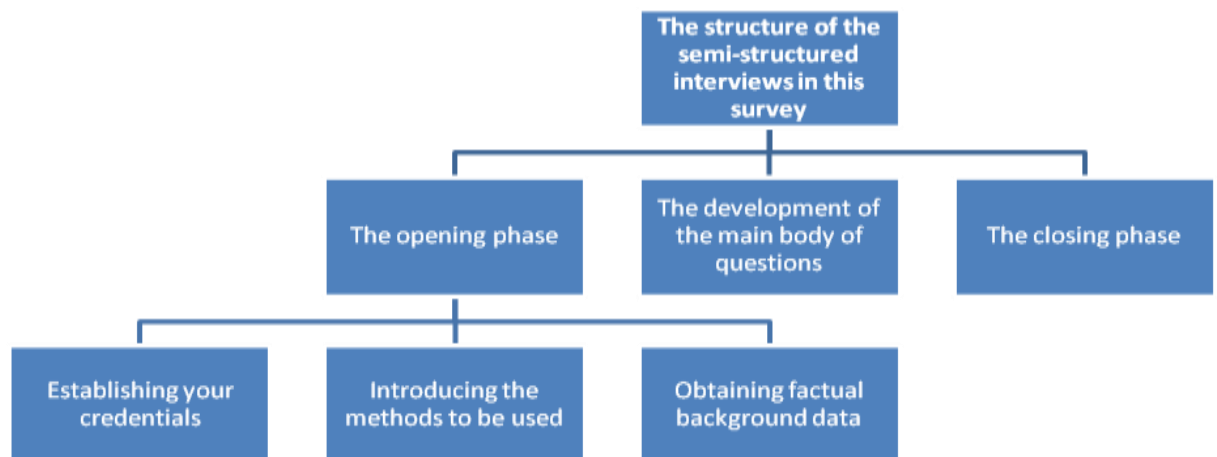 The structure of the
semi-structured
interviews in this
survey
The opening phase
The development of
the main body of
questions
The closing phase
Establishing your
credentials
Introducing the
methods to be used
Obtaining factual
background data